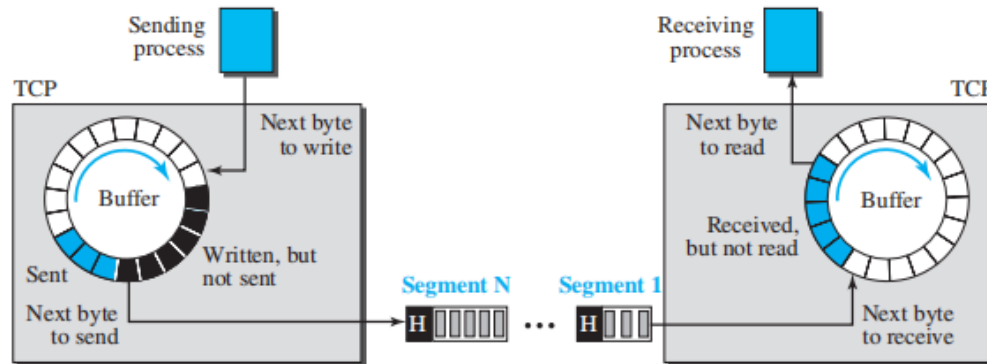 Sending
process
Receiving
process
TCP
TCP
Next byte
to write
Next byte
to read
Buffer
Buffer
Written, but
not sent
Received,
but not read
Sent
Segment N
Segment 1
Next byte
to send
H
...
H
Next byte
to receive